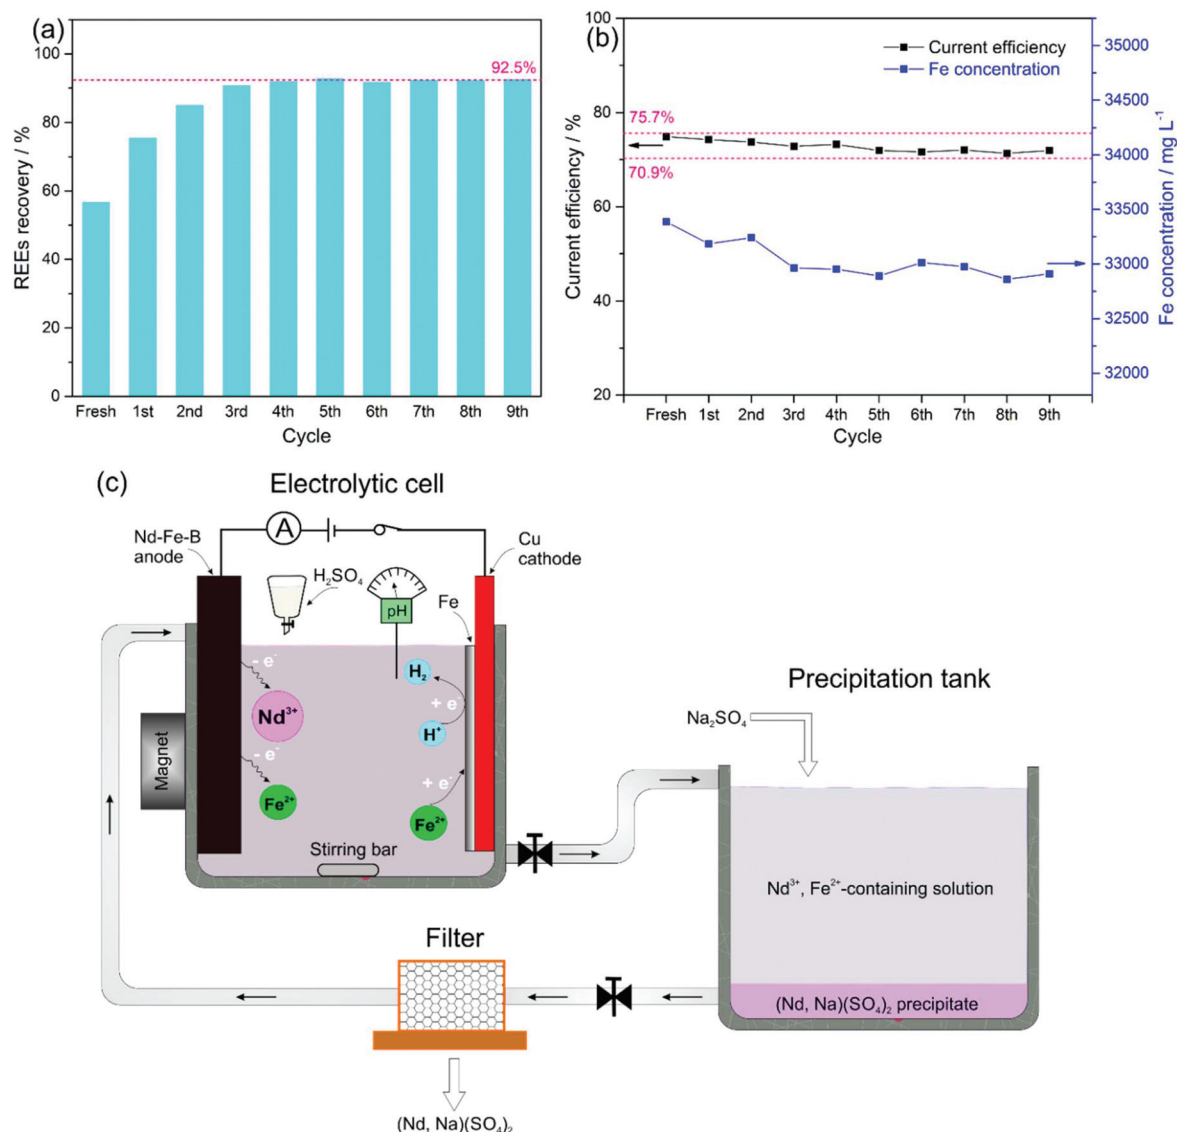 (a)
REEs recovery / %
100
80
60
40
20
0
92.5%
Fresh 1st 2nd 3rd 4th 5th 6th 7th 8th 9th
Cycle
(b)
Current efficiency / %
100
80
60
40
20
Current efficiency
Fe concentration
75.7%
70.9%
35000
34500
34000
33500
33000
32500
32000
Fe concentration / mg L⁻¹
Fresh 1st 2nd 3rd 4th 5th 6th 7th 8th 9th
Cycle
(c)
Electrolytic cell
Nd-Fe-B
anode
A
Cu
cathode
H₂SO₄
pH
Fe
- e⁻
Nd³⁺
- e⁻
Fe²⁺
H₂
+ e⁻
H⁺
+ e⁻
Fe²⁺
Magnet
Stirring bar
Precipitation tank
Na₂SO₄
Nd³⁺, Fe²⁺-containing solution
(Nd, Na)(SO₄)₂ precipitate
Filter
(Nd, Na)(SO₄)₂